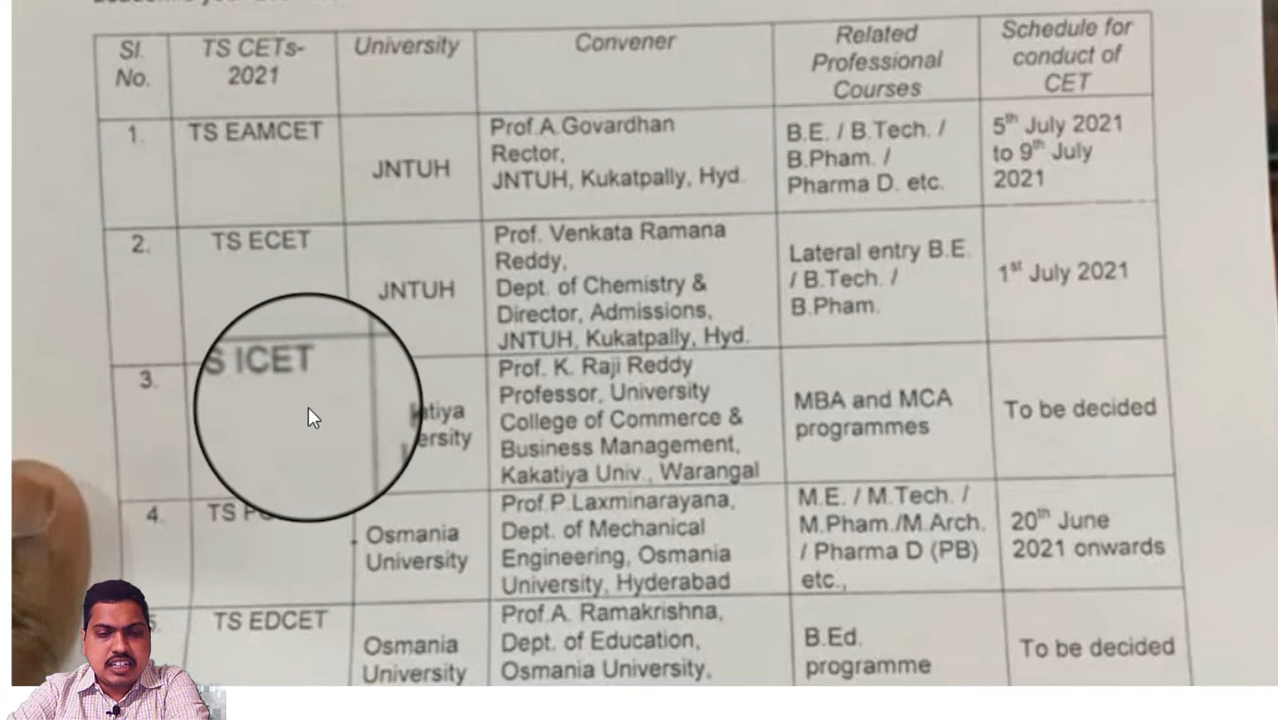 Sl. No.
TS CETs-2021
University
Convener
Related Professional Courses
Schedule for conduct of CET
1.
TS EAMCET
JNTUH
Prof.A.Govardhan
Rector,
JNTUH, Kukatpally, Hyd.
B.E. / B.Tech. /
B.Pham. /
Pharma D. etc.
5th July 2021
to 9th July
2021
2.
TS ECET
JNTUH
Prof. Venkata Ramana
Reddy,
Dept. of Chemistry &
Director, Admissions,
JNTUH, Kukatpally, Hyd.
Lateral entry B.E.
/ B.Tech. /
B.Pham.
1st July 2021
3.
S ICET
atiya
ersity
Prof. K. Raji Reddy
Professor, University
College of Commerce &
Business Management,
Kakatiya Univ., Warangal
MBA and MCA
programmes
To be decided
4.
TS
Osmania
University
Prof.P.Laxminarayana,
Dept. of Mechanical
Engineering, Osmania
University, Hyderabad
M.E. / M.Tech. /
M.Pham./M.Arch.
/ Pharma D (PB)
etc.,
20th June
2021 onwards
5.
TS EDCET
Osmania
University
Prof.A. Ramakrishna,
Dept. of Education,
Osmania University,
B.Ed.
programme
To be decided